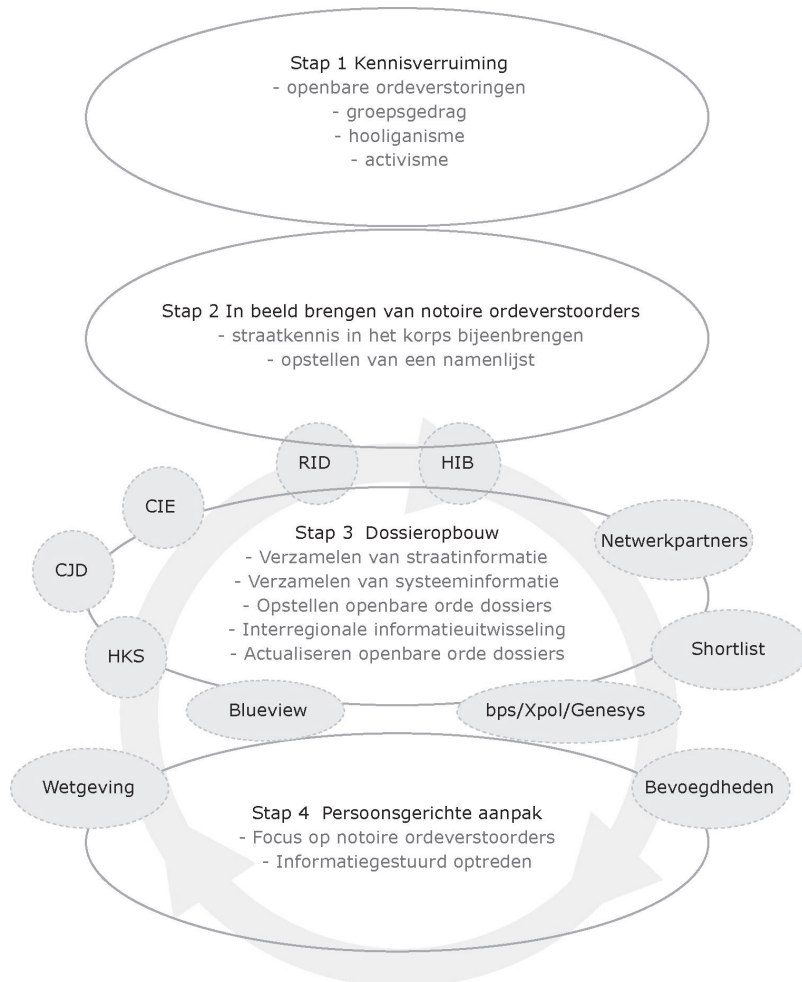 Stap 1 Kennisverruiming
- openbare ordeverstoringen
- groepsgedrag
- hooliganisme
- activisme
Stap 2 In beeld brengen van notoire ordeverstoorders
- straatkennis in het korps bijeenbrengen
- opstellen van een namenlijst
RID
HIB
CIE
Netwerkpartners
CJD
HKS
Stap 3 Dossieropbouw
- Verzamelen van straatinformatie
- Verzamelen van systeeminformatie
- Opstellen openbare orde dossiers
- Interregionale informatieuitwisseling
- Actualiseren openbare orde dossiers
Shortlist
Blueview
bps/Xpol/Genesys
Wetgeving
Bevoegdheden
Stap 4 Persoonsgerichte aanpak
- Focus op notoire ordeverstoorders
- Informatiegestuurd optreden